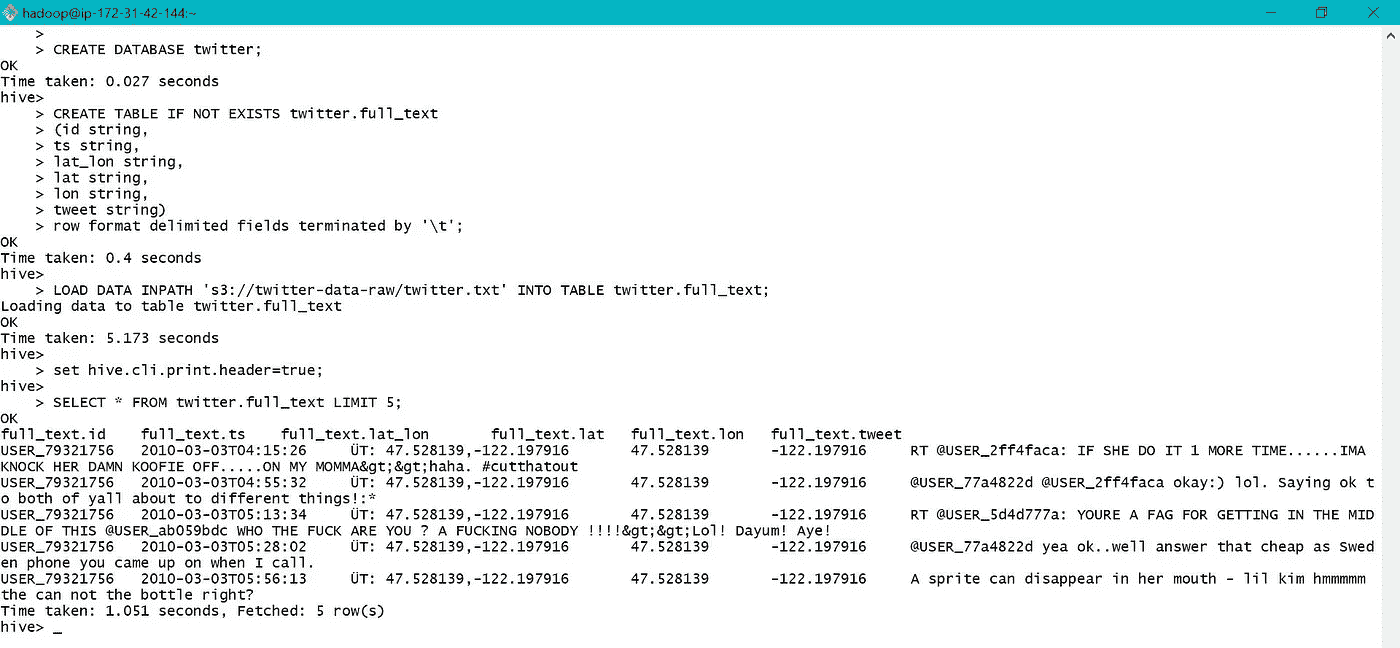 hadoop@ip-172-31-42-144:~
>
> CREATE DATABASE twitter;
OK
Time taken: 0.027 seconds
hive>
> CREATE TABLE IF NOT EXISTS twitter.full_text
> (id string,
> ts string,
> lat_lon string,
> lat string,
> lon string,
> tweet string)
> row format delimited fields terminated by '\t';
OK
Time taken: 0.4 seconds
hive>
> LOAD DATA INPATH 's3://twitter-data-raw/twitter.txt' INTO TABLE twitter.full_text;
Loading data to table twitter.full_text
OK
Time taken: 5.173 seconds
hive>
> set hive.cli.print.header=true;
hive>
> SELECT * FROM twitter.full_text LIMIT 5;
OK
full_text.id full_text.ts full_text.lat_lon full_text.lat full_text.lon full_text.tweet
USER_79321756 2010-03-03T04:15:26 ÜT: 47.528139,-122.197916 47.528139 -122.197916 RT @USER_2ff4faca: IF SHE DO IT 1 MORE TIME......IMA
KNOCK HER DAMN KOOFIE OFF.....ON MY MOMMA&gt;&gt;haha. #cutthatout
USER_79321756 2010-03-03T04:55:32 ÜT: 47.528139,-122.197916 47.528139 -122.197916 @USER_77a4822d @USER_2ff4faca okay:) lol. Saying ok t
o both of yall about to different things!:*
USER_79321756 2010-03-03T05:13:34 ÜT: 47.528139,-122.197916 47.528139 -122.197916 RT @USER_5d4d777a: YOURE A FAG FOR GETTING IN THE MID
DLE OF THIS @USER_ab059bdc WHO THE FUCK ARE YOU ? A FUCKING NOBODY !!!!&gt;&gt;Lol! Dayum! Aye!
USER_79321756 2010-03-03T05:28:02 ÜT: 47.528139,-122.197916 47.528139 -122.197916 @USER_77a4822d yea ok..well answer that cheap as Swed
en phone you came up on when I call.
USER_79321756 2010-03-03T05:56:13 ÜT: 47.528139,-122.197916 47.528139 -122.197916 A sprite can disappear in her mouth - lil kim hmmmmm
the can not the bottle right?
Time taken: 1.051 seconds, Fetched: 5 row(s)
hive> _